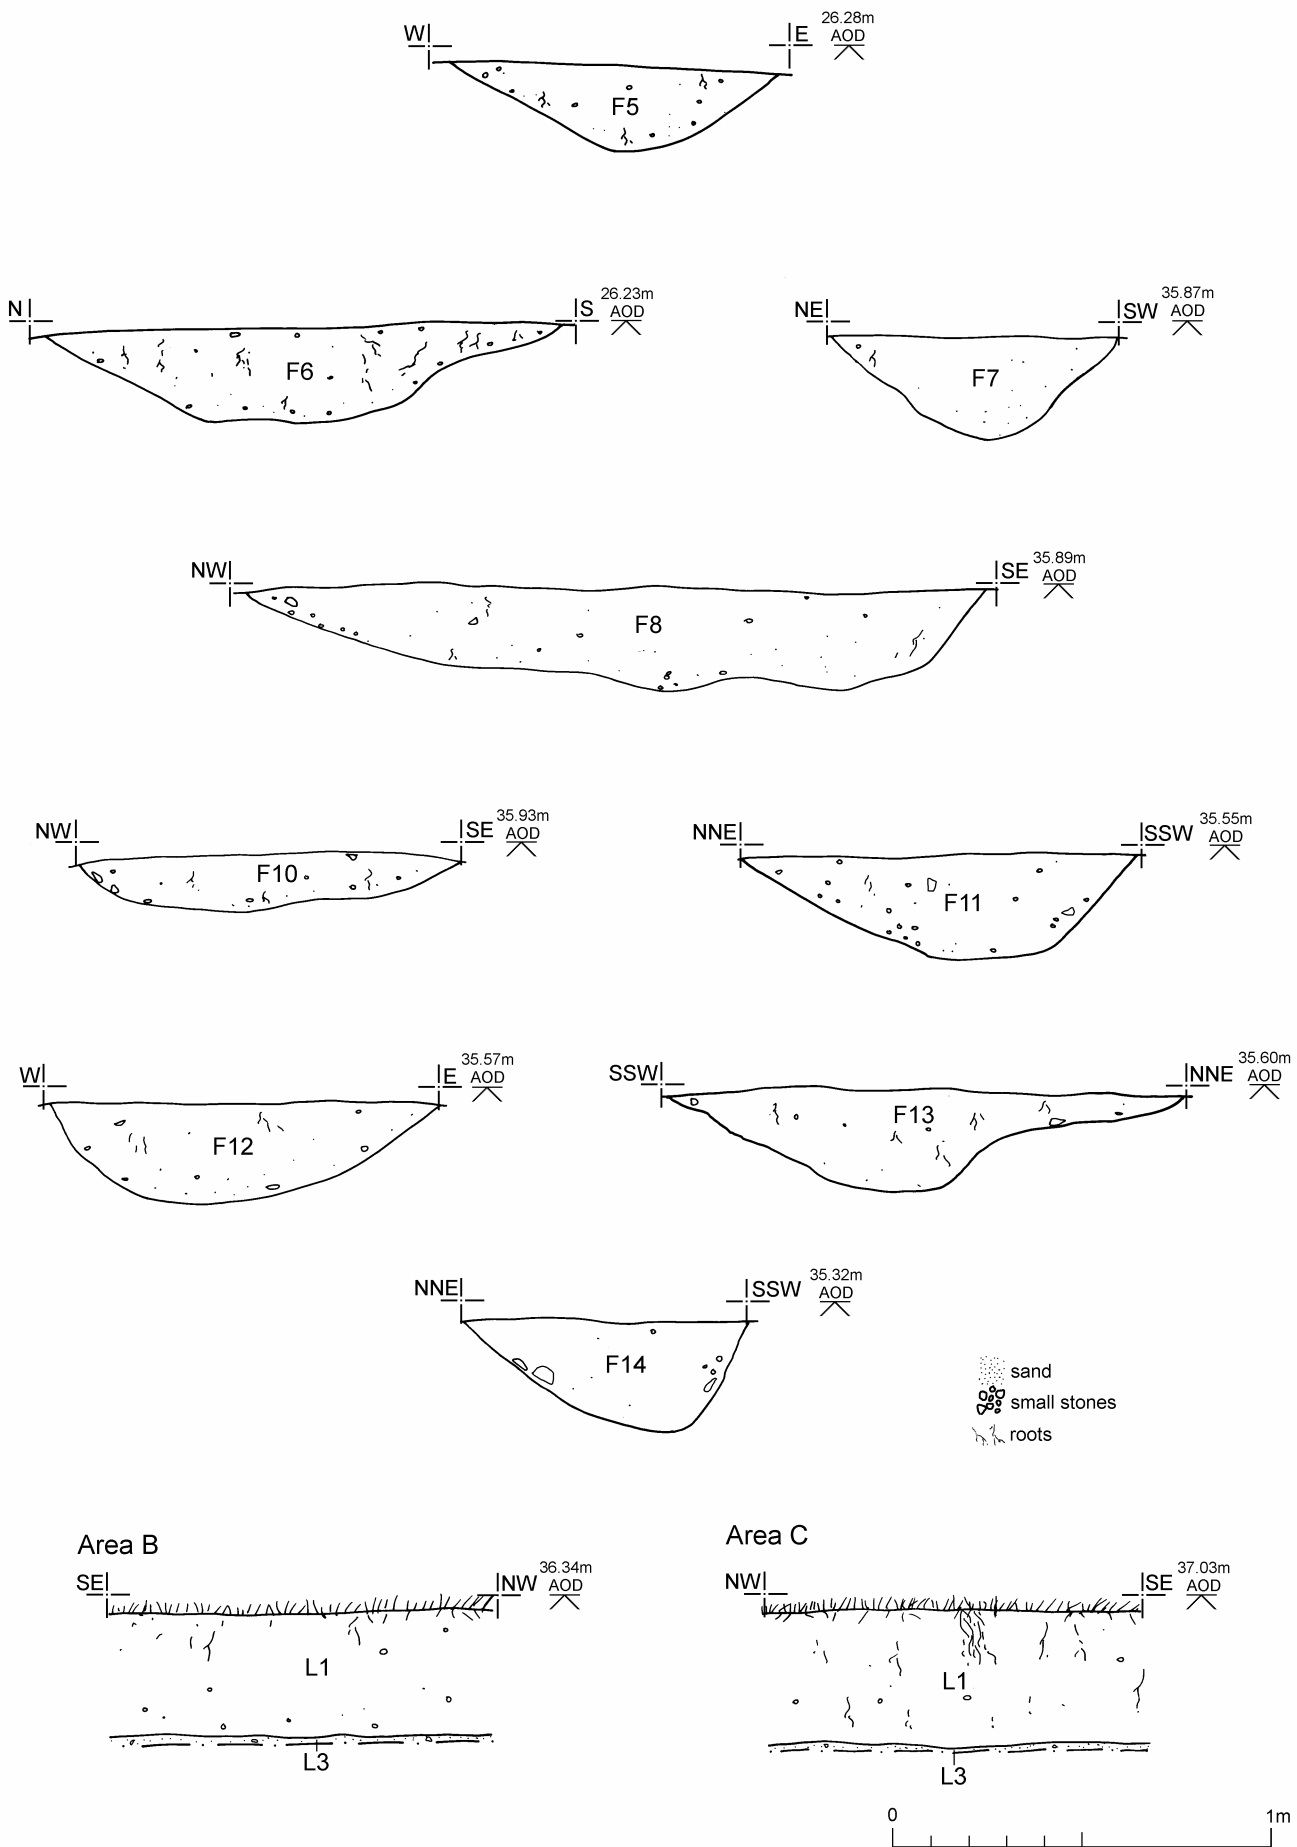 W E 26.28m
AOD
F5
N S 26.23m
AOD
F6
NE SW 35.87m
AOD
F7
NW SE 35.89m
AOD
F8
NW SE 35.93m
AOD
F10
NNE SSW 35.55m
AOD
F11
W E 35.57m
AOD
F12
SSW NNE 35.60m
AOD
F13
NNE SSW 35.32m
AOD
F14
sand
small stones
roots
Area B
SE NW 36.34m
AOD
L1
L3
Area C
NW SE 37.03m
AOD
L1
L3
0 1m